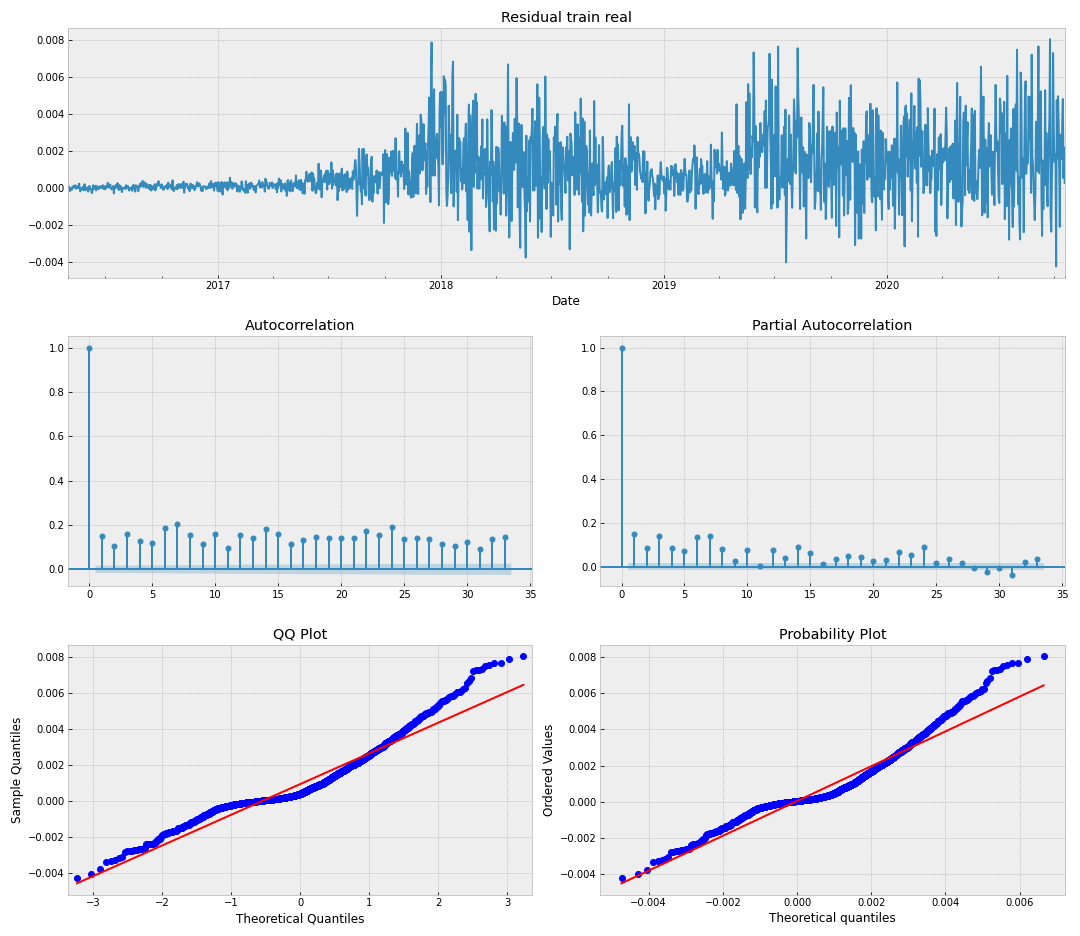 Residual train real
0.008
0.006
0.004
0.002
0.000
−0.002
−0.004
2017 2018 2019 2020
Date
Autocorrelation
1.0
0.8
0.6
0.4
0.2
0.0
0 5 10 15 20 25 30 35
Partial Autocorrelation
1.0
0.8
0.6
0.4
0.2
0.0
0 5 10 15 20 25 30 35
QQ Plot
Sample Quantiles
0.008
0.006
0.004
0.002
0.000
−0.002
−0.004
−3 −2 −1 0 1 2 3
Theoretical Quantiles
Probability Plot
Ordered Values
0.008
0.006
0.004
0.002
0.000
−0.002
−0.004
−0.004 −0.002 0.000 0.002 0.004 0.006
Theoretical quantiles